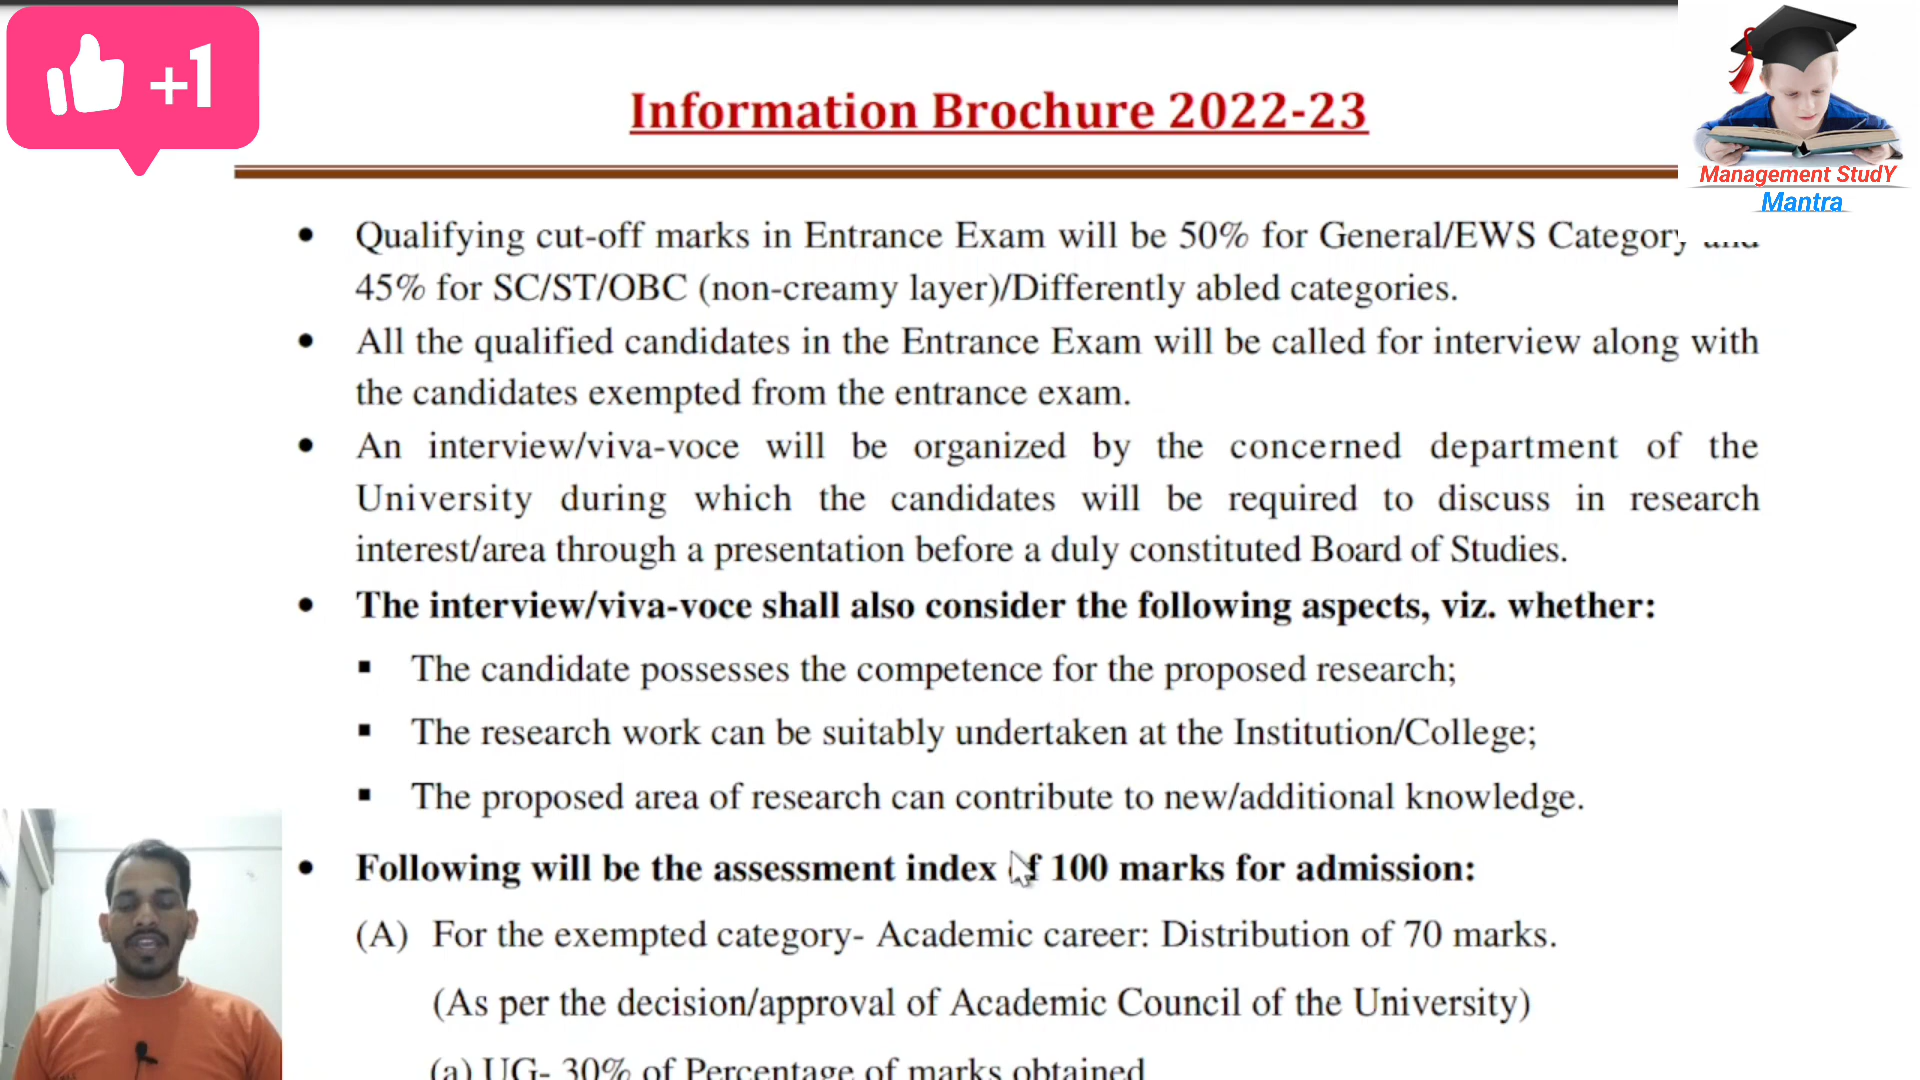 +1
Information Brochure 2022-23
Management StudY
Mantra
• Qualifying cut-off marks in Entrance Exam will be 50% for General/EWS Category
45% for SC/ST/OBC (non-creamy layer)/Differently abled categories.
• All the qualified candidates in the Entrance Exam will be called for interview along with
the candidates exempted from the entrance exam.
• An interview/viva-voce will be organized by the concerned department of the
University during which the candidates will be required to discuss in research
interest/area through a presentation before a duly constituted Board of Studies.
• The interview/viva-voce shall also consider the following aspects, viz. whether:
▪ The candidate possesses the competence for the proposed research;
▪ The research work can be suitably undertaken at the Institution/College;
▪ The proposed area of research can contribute to new/additional knowledge.
• Following will be the assessment index of 100 marks for admission:
(A) For the exempted category- Academic career: Distribution of 70 marks.
(As per the decision/approval of Academic Council of the University)
(a) UG- 30% of Percentage of marks obtained